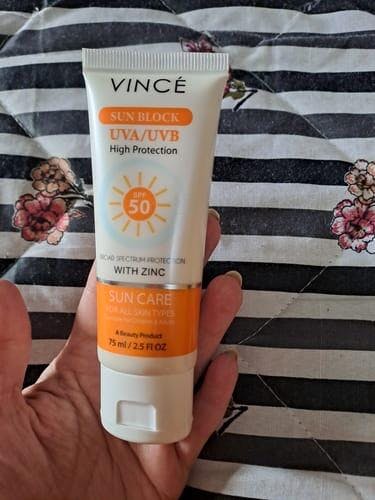 VINCÉ
SUN BLOCK
UVA/UVB
High Protection
SPF
50
BROAD SPECTRUM PROTECTION
WITH ZINC
SUN CARE
FOR ALL SKIN TYPES
A Beauty Product
75 ml / 2.5 Fl OZ